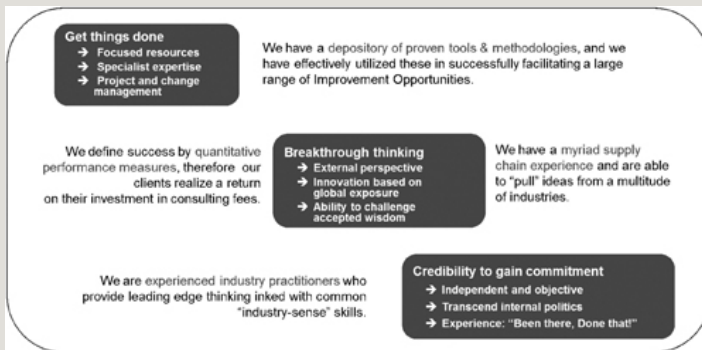 Get things done
→ Focused resources
→ Specialist expertise
→ Project and change
management
We have a depository of proven tools & methodologies, and we
have effectively utilized these in successfully facilitating a large
range of Improvement Opportunities.
We define success by quantitative
performance measures, therefore our
clients realize a return
on their investment in consulting fees.
Breakthrough thinking
→ External perspective
→ Innovation based on
global exposure
→ Ability to challenge
accepted wisdom
We have a myriad supply
chain experience and are able
to "pull" ideas from a multitude
of industries.
We are experienced industry practitioners who
provide leading edge thinking inked with common
"industry-sense" skills.
Credibility to gain commitment
→ Independent and objective
→ Transcend internal politics
→ Experience: "Been there, Done that!"